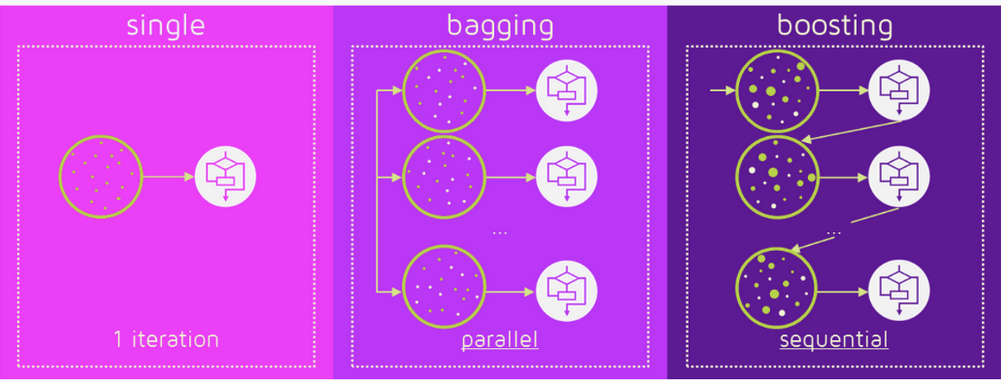 single
1 iteration
bagging
...
parallel
boosting
...
sequential